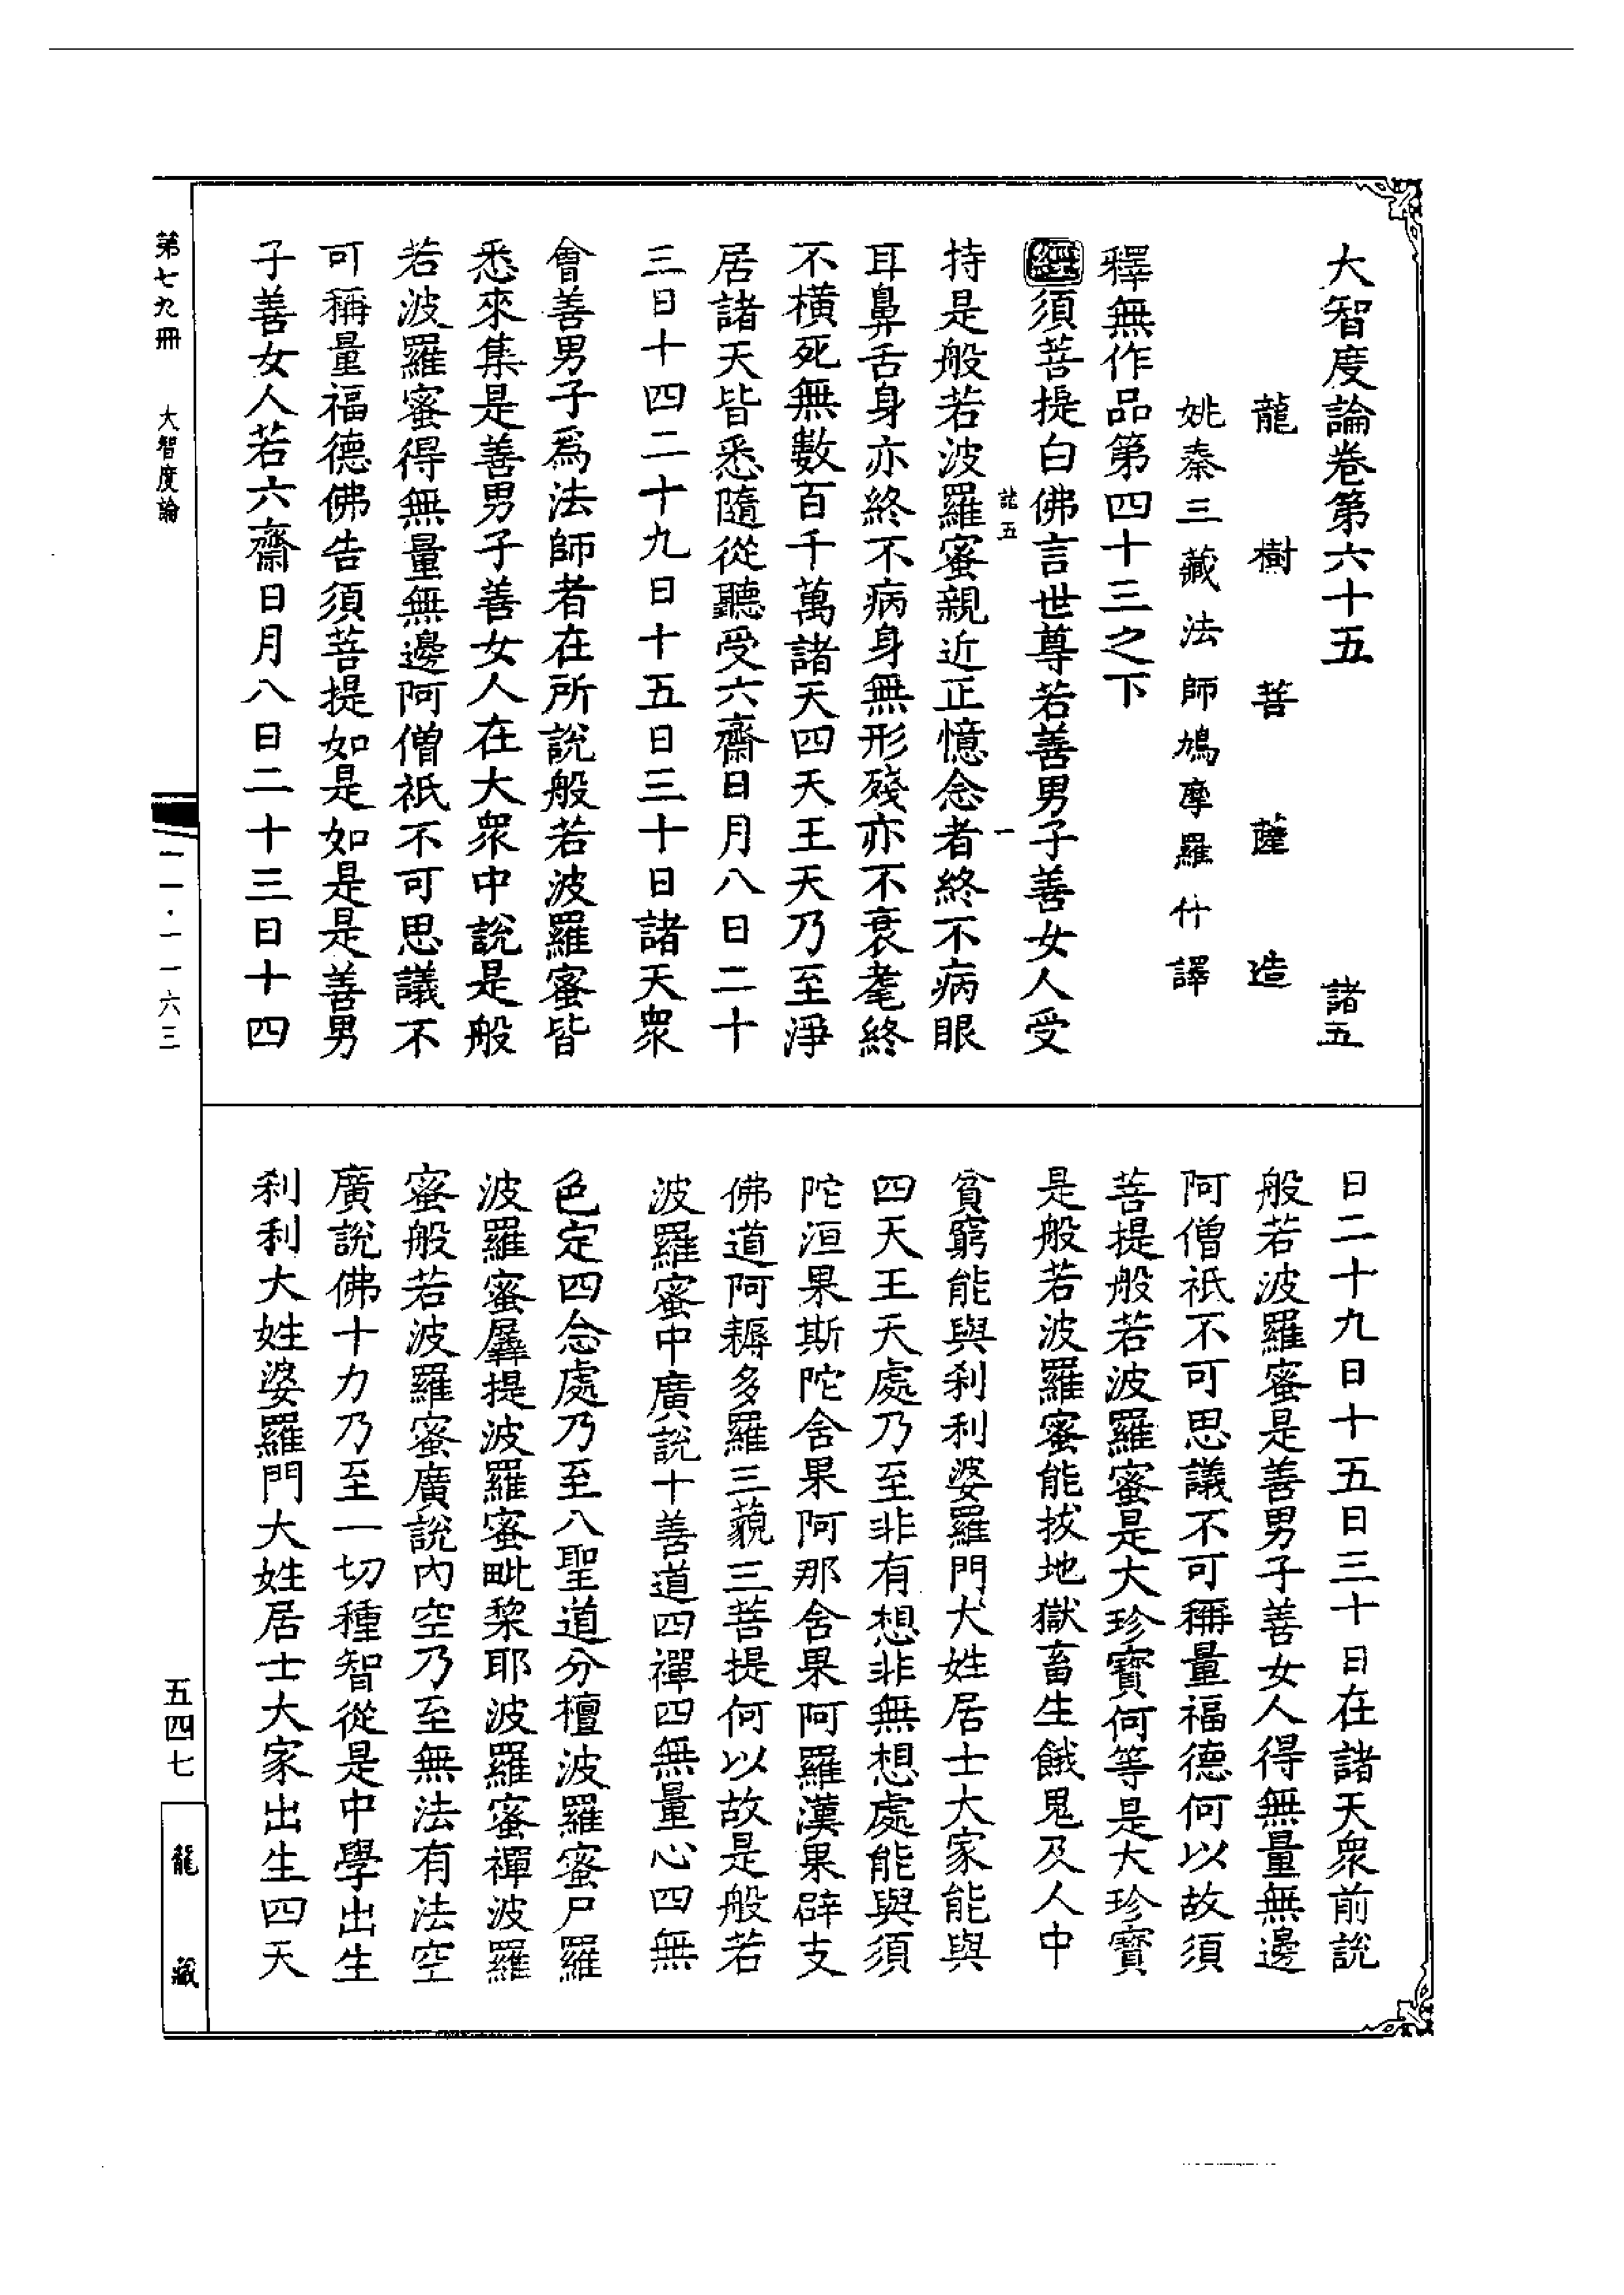 大智度論卷第六十五　諸五
龍樹菩薩造
姚秦三藏法師鳩摩羅什譯
釋無作品第四十三之下
經須菩提白佛言世尊若善男子善女人受
諸五　一
持是般若波羅蜜親近正憶念者終不病眼
耳鼻舌身亦終不病身無形殘亦不衰耄終
不橫死無數百千萬諸天四天王天乃至淨
居諸天皆悉隨從聽受六齋日月八日二十
三日十四二十九日十五日三十日諸天衆
會善男子爲法師者在所說般若波羅蜜皆
悉來集是善男子善女人在大衆中說是般
若波羅蜜得無量無邊阿僧祇不可思議不
可稱量福德佛告須菩提如是如是是善男
子善女人若六齋日月八日二十三日十四
日二十九日十五日三十日在諸天衆前說
般若波羅蜜是善男子善女人得無量無邊
阿僧祇不可思議不可稱量福德何以故須
菩提般若波羅蜜是大珍寶何等是大珍寶
是般若波羅蜜能拔地獄畜生餓鬼及人中
貧窮能與刹利婆羅門大姓居士大家能與
四天王天處乃至非有想非無想處能與須
陀洹果斯陀含果阿那含果阿羅漢果辟支
佛道阿耨多羅三藐三菩提何以故是般若
波羅蜜中廣說十善道四禪四無量心四無
色定四念處乃至八聖道分檀波羅蜜尸羅
波羅蜜羼提波羅蜜毗棃耶波羅蜜禪波羅
蜜般若波羅蜜廣說內空乃至無法有法空
廣說佛十力乃至一切種智從是中學出生
刹利大姓婆羅門大姓居士大家出生四天
第七九冊　大智度論
一一·一一六三
五四七
龍藏